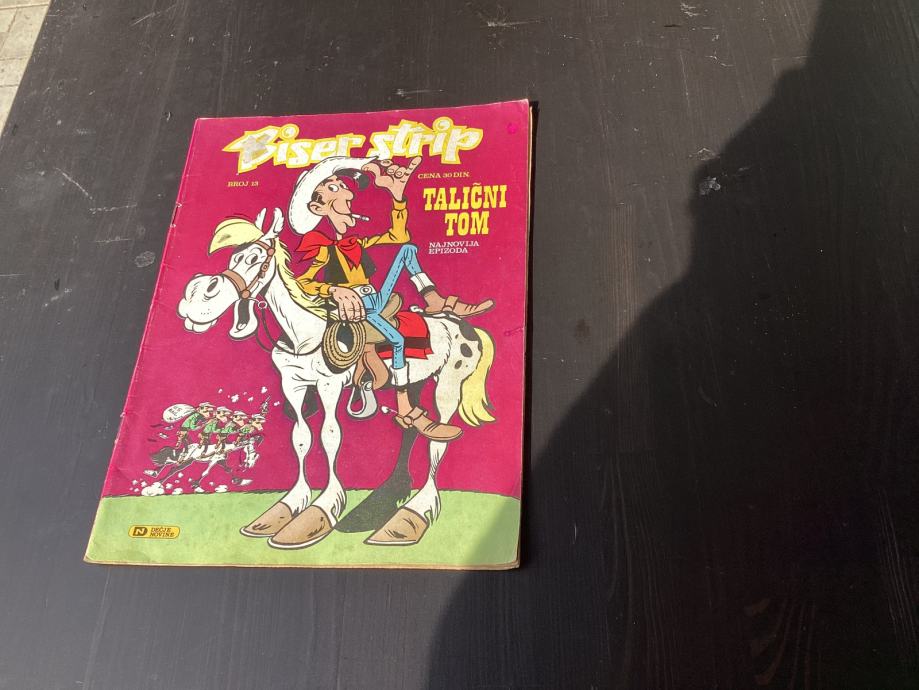 Biser strip
BROJ 13
CENA 30 DIN.
TALIČNI
TOM
NAJNOVIJA
EPIZODA
DEČJE
NOVINE